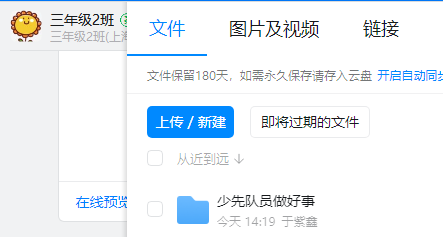 三年级2班
三年级2班(上海
文件
图片及视频
链接
文件保留180天，如需永久保存请存入云盘 开启自动同步
上传 / 新建
即将过期的文件
从近到远
在线预览
少先队员做好事
今天 14:19 于紫鑫